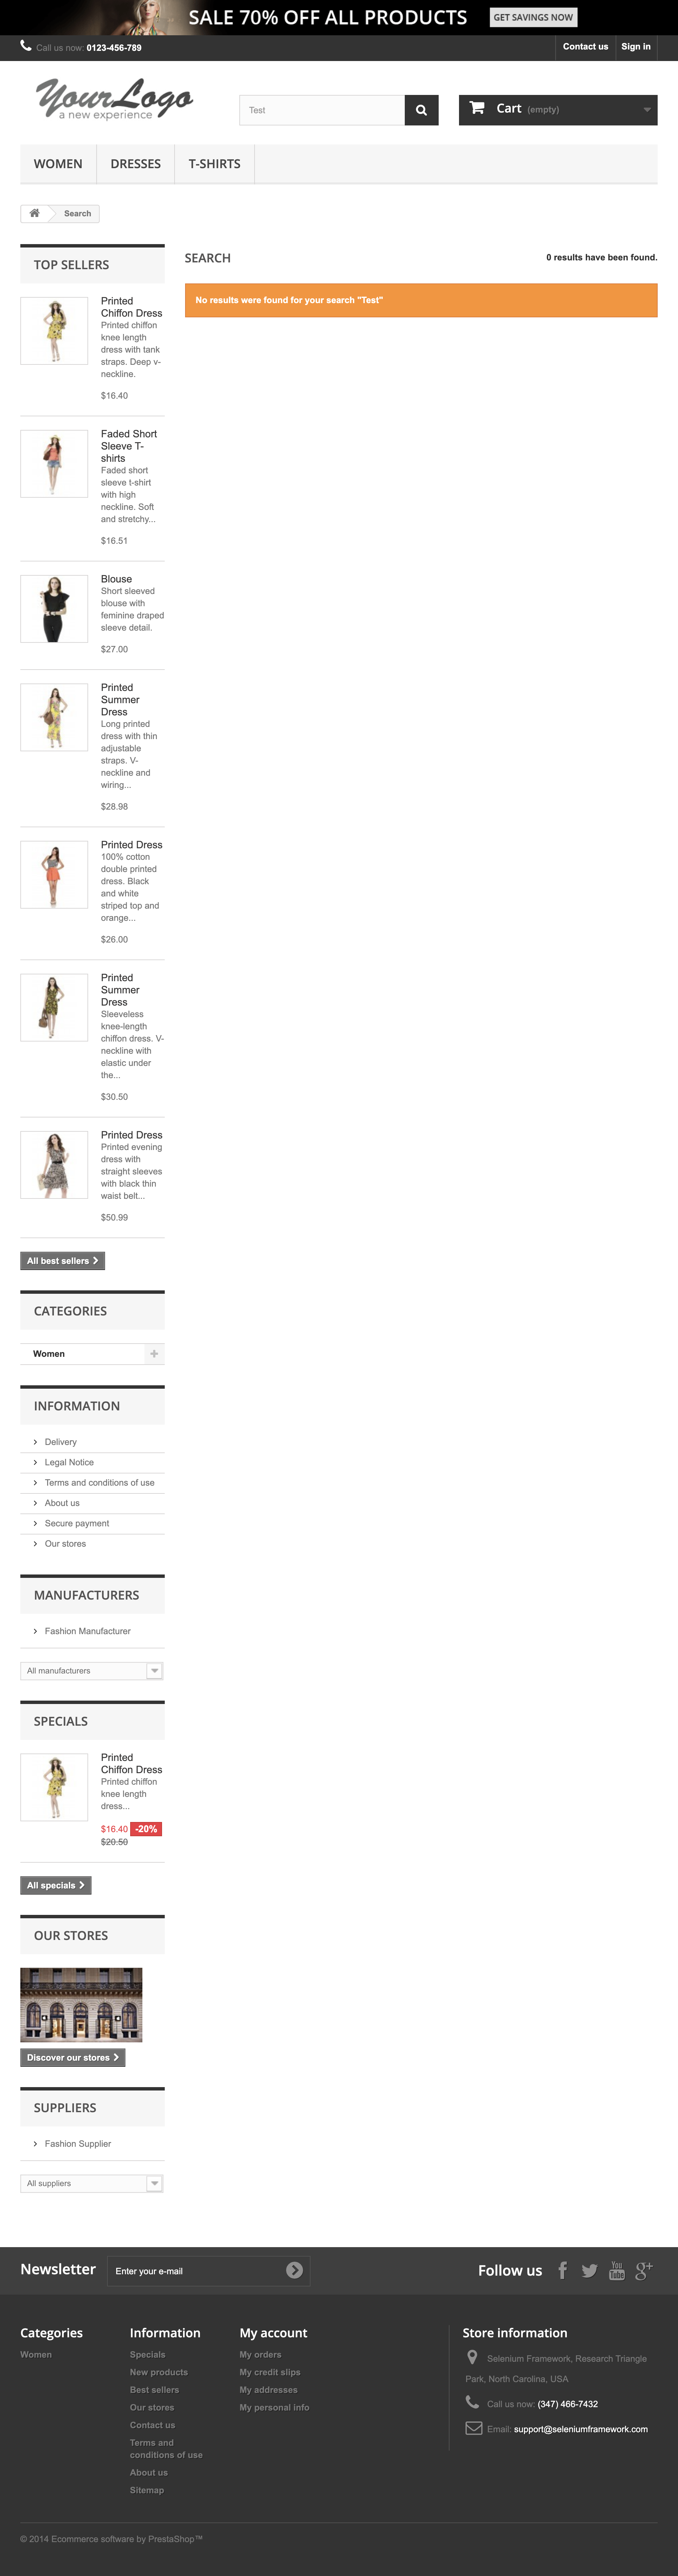 SALE 70% OFF ALL PRODUCTS GET SAVINGS NOW
Call us now: 0123-456-789 Contact us Sign in
YourLogo
a new experience
Test
Cart (empty)
WOMEN DRESSES T-SHIRTS
Search
TOP SELLERS
Printed
Chiffon Dress
Printed chiffon
knee length
dress with tank
straps. Deep v-
neckline.
$16.40
Faded Short
Sleeve T-
shirts
Faded short
sleeve t-shirt
with high
neckline. Soft
and stretchy...
$16.51
Blouse
Short sleeved
blouse with
feminine draped
sleeve detail.
$27.00
Printed
Summer
Dress
Long printed
dress with thin
adjustable
straps. V-
neckline and
wiring...
$28.98
Printed Dress
100% cotton
double printed
dress. Black
and white
striped top and
orange...
$26.00
Printed
Summer
Dress
Sleeveless
knee-length
chiffon dress. V-
neckline with
elastic under
the...
$30.50
Printed Dress
Printed evening
dress with
straight sleeves
with black thin
waist belt...
$50.99
All best sellers
CATEGORIES
Women
INFORMATION
Delivery
Legal Notice
Terms and conditions of use
About us
Secure payment
Our stores
MANUFACTURERS
Fashion Manufacturer
All manufacturers
SPECIALS
Printed
Chiffon Dress
Printed chiffon
knee length
dress...
$16.40 -20%
$20.50
All specials
OUR STORES
Discover our stores
SUPPLIERS
Fashion Supplier
All suppliers
SEARCH 0 results have been found.
No results were found for your search "Test"
Newsletter Enter your e-mail Follow us You Tube g+
Categories
Women
Information
Specials
New products
Best sellers
Our stores
Contact us
Terms and
conditions of use
About us
Sitemap
My account
My orders
My credit slips
My addresses
My personal info
Store information
Selenium Framework, Research Triangle
Park, North Carolina, USA
Call us now: (347) 466-7432
Email: support@seleniumframework.com
© 2014 Ecommerce software by PrestaShop™